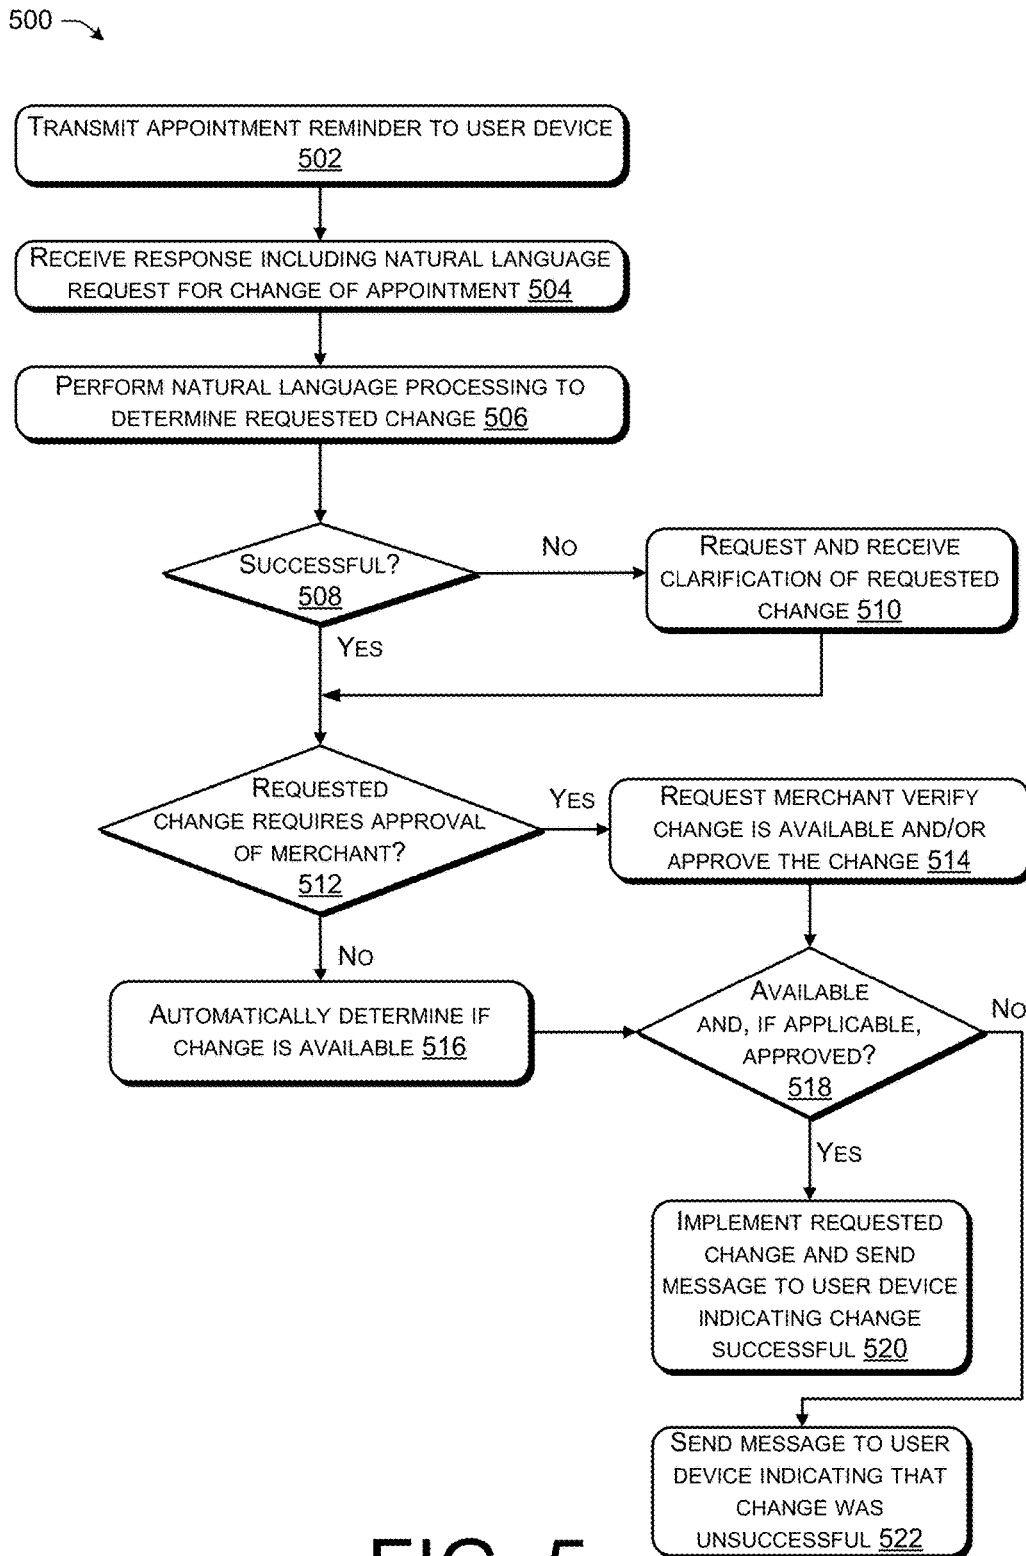 500
TRANSMIT APPOINTMENT REMINDER TO USER DEVICE
502
RECEIVE RESPONSE INCLUDING NATURAL LANGUAGE
REQUEST FOR CHANGE OF APPOINTMENT 504
PERFORM NATURAL LANGUAGE PROCESSING TO
DETERMINE REQUESTED CHANGE 506
SUCCESSFUL?
508
NO
REQUEST AND RECEIVE
CLARIFICATION OF REQUESTED
CHANGE 510
YES
REQUESTED
CHANGE REQUIRES APPROVAL
OF MERCHANT?
512
YES
REQUEST MERCHANT VERIFY
CHANGE IS AVAILABLE AND/OR
APPROVE THE CHANGE 514
NO
AUTOMATICALLY DETERMINE IF
CHANGE IS AVAILABLE 516
AVAILABLE
AND, IF APPLICABLE,
APPROVED?
518
NO
YES
IMPLEMENT REQUESTED
CHANGE AND SEND
MESSAGE TO USER DEVICE
INDICATING CHANGE
SUCCESSFUL 520
SEND MESSAGE TO USER
DEVICE INDICATING THAT
CHANGE WAS
UNSUCCESSFUL 522
FIG. 5